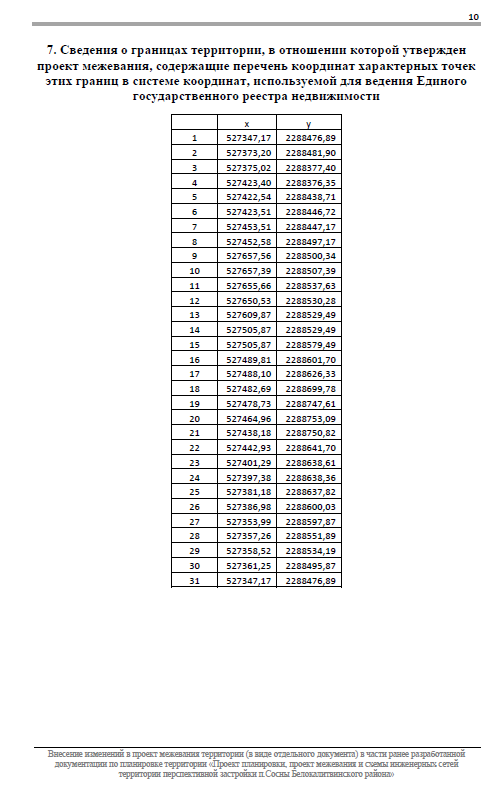 10
7. Сведения о границах территории, в отношении которой утвержден
проект межевания, содержащие перечень координат характерных точек
этих границ в системе координат, используемой для ведения Единого
государственного реестра недвижимости
x y
1 527347,17 2288476,89
2 527373,20 2288481,90
3 527375,02 2288377,40
4 527423,40 2288376,35
5 527422,54 2288438,71
6 527423,51 2288446,72
7 527453,51 2288447,17
8 527452,58 2288497,17
9 527657,56 2288500,34
10 527657,39 2288507,39
11 527655,66 2288537,63
12 527650,53 2288530,28
13 527609,87 2288529,49
14 527505,87 2288529,49
15 527505,87 2288579,49
16 527489,81 2288601,70
17 527488,10 2288626,33
18 527482,69 2288699,78
19 527478,73 2288747,61
20 527464,96 2288753,09
21 527438,18 2288750,82
22 527442,93 2288641,70
23 527401,29 2288638,61
24 527397,38 2288638,36
25 527381,18 2288637,82
26 527386,98 2288600,03
27 527353,99 2288597,87
28 527357,26 2288551,89
29 527358,52 2288534,19
30 527361,25 2288495,87
31 527347,17 2288476,89
Внесение изменений в проект межевания территории (в виде отдельного документа) в части ранее разработанной
документации по планировке территории «Проект планировки, проект межевания и схемы инженерных сетей
территории перспективной застройки п.Сосны Белокалитвинского района»